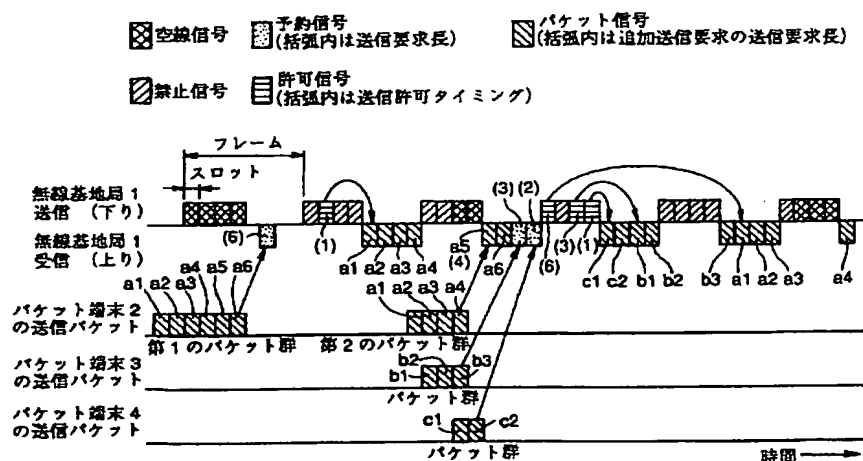 空線信号
予約信号
(括弧内は送信要求長)
パケット信号
(括弧内は追加送信要求の送信要求長)
禁止信号
許可信号
(括弧内は送信許可タイミング)
フレーム
スロット
無線基地局1
送信 (下り)
無線基地局1
受信 (上り)
(6)
(1)
a1 a2 a3 a4
a5
(4)
a6
(3)
(2)
(6)
(3)
(1)
c1 c2 b1 b2
b3 a1 a2 a3
a4
a1 a2 a3 a4 a5 a6
パケット端末2
の送信パケット
第1のパケット群
a1 a2 a3 a4
第2のパケット群
パケット端末3
の送信パケット
b1 b2 b3
パケット群
パケット端末4
の送信パケット
c1 c2
パケット群
時間